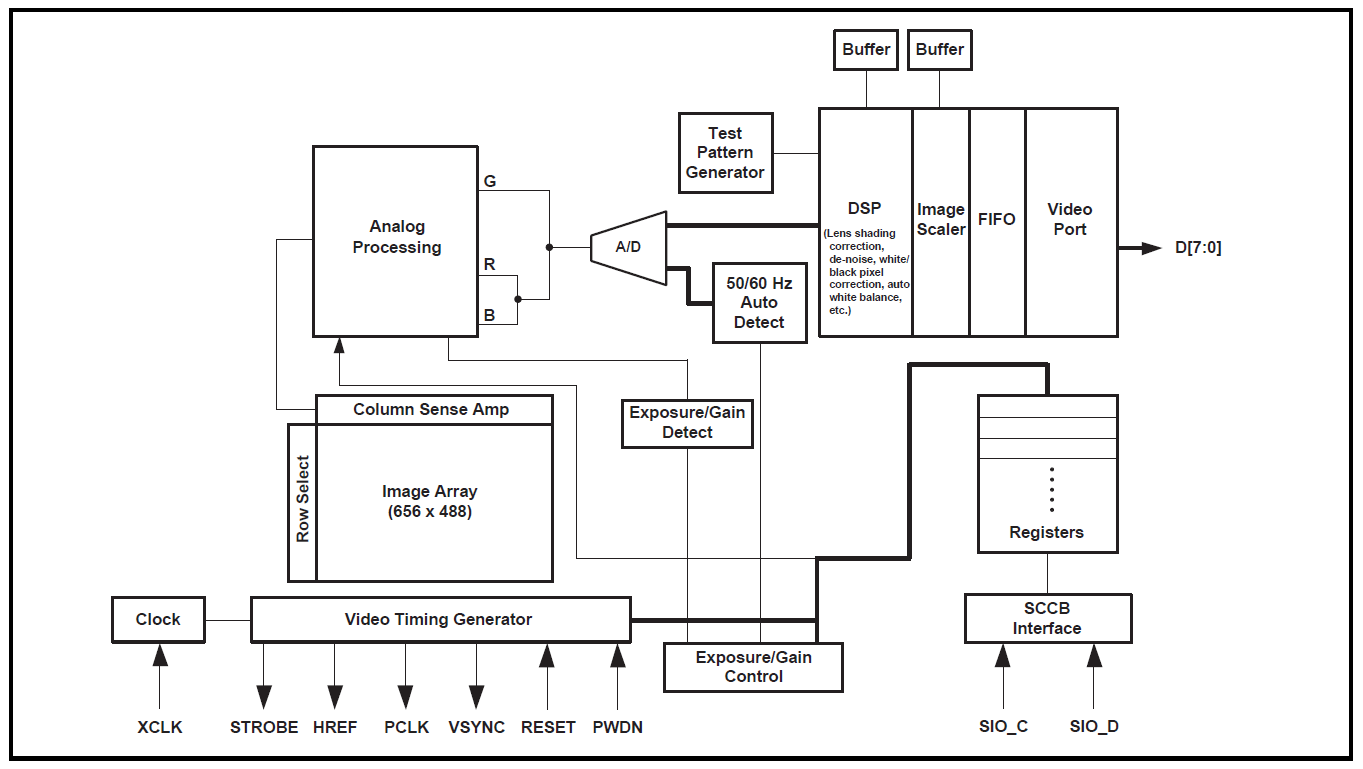 Buffer
Buffer
Test
Pattern
Generator
DSP
(Lens shading
correction,
de-noise, white/
black pixel
correction, auto
white balance,
etc.)
Image
Scaler
FIFO
Video
Port
D[7:0]
Analog
Processing
G
R
B
A/D
50/60 Hz
Auto
Detect
Column Sense Amp
Row Select
Image Array
(656 x 488)
Exposure/Gain
Detect
Registers
Clock
Video Timing Generator
Exposure/Gain
Control
SCCB
Interface
XCLK
STROBE
HREF
PCLK
VSYNC
RESET
PWDN
SIO_C
SIO_D